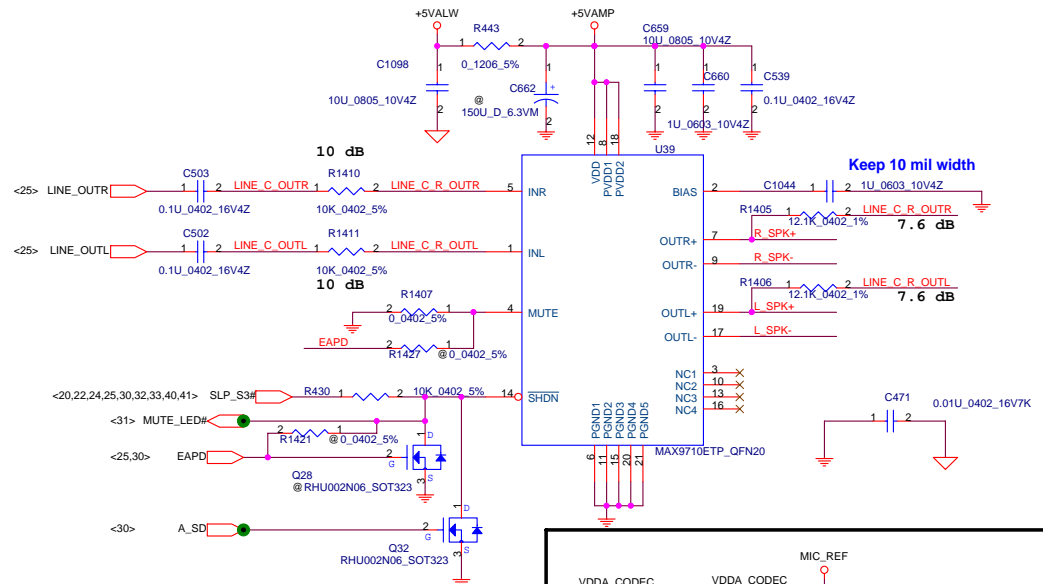 +5VALW
+5VAMP
R443
1 2
0_1206_5%
C1098
1
2
10U_0805_10V4Z
C662
@
150U_D_6.3VM
+
1
2
C659
10U_0805_10V4Z
1
2
C660
1
2
1U_0603_10V4Z
C539
1
2
0.1U_0402_16V4Z
12 8 18
VDD PVDD1 PVDD2
U39
10 dB
<25> LINE_OUTR
C503
1 2
0.1U_0402_16V4Z
LINE_C_OUTR
R1410
1 2
10K_0402_5%
LINE_C_R_OUTR
5 INR
<25> LINE_OUTL
C502
1 2
0.1U_0402_16V4Z
LINE_C_OUTL
R1411
1 2
10K_0402_5%
10 dB
LINE_C_R_OUTL
1 INL
R1407
2 1
0_0402_5%
4 MUTE
EAPD
2 1
R1427
@ 0_0402_5%
<20,22,24,25,30,32,33,40,41> SLP_S3#
R430
1 2
10K_0402_5%
14 SHDN
<31> MUTE_LED#
2 1
R1421
@ 0_0402_5%
<25,30> EAPD
1 D
2 G
3 S
Q28
@ RHU002N06_SOT323
<30> A_SD
1 D
2 G
3 S
Q32
RHU002N06_SOT323
Keep 10 mil width
BIAS 2
C1044
1 2
1U_0603_10V4Z
R1405
1 2
12.1K_0402_1%
LINE_C_R_OUTR
7.6 dB
OUTR+ 7
R_SPK+
OUTR- 9
R_SPK-
R1406
1 2
12.1K_0402_1%
LINE_C_R_OUTL
7.6 dB
OUTL+ 19
L_SPK+
OUTL- 17
L_SPK-
NC1 3
NC2 10
NC3 13
NC4 16
PGND1 PGND2 PGND3 PGND4 PGND5
6 11 15 20 21
MAX9710ETP_QFN20
C471
1 2
0.01U_0402_16V7K
MIC_REF
VDDA_CODEC
VDDA_CODEC